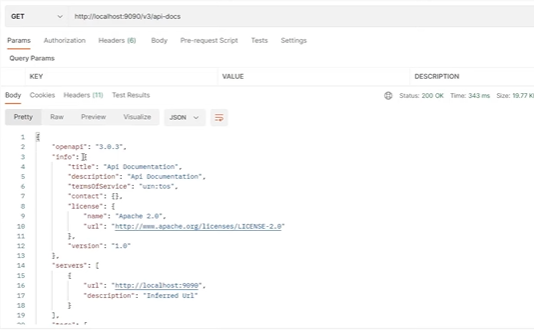 GET http://localhost:9090/v3/api-docs
Params Authorization Headers (6) Body Pre-request Script Tests Settings
Query Params
KEY VALUE DESCRIPTION
Body Cookies Headers (11) Test Results Status: 200 OK Time: 343 ms Size: 19.77 K
Pretty Raw Preview Visualize JSON
1 {
2 "openapi": "3.0.3",
3 "info": {
4 "title": "Api Documentation",
5 "description": "Api Documentation",
6 "termsOfService": "urn:tos",
7 "contact": {},
8 "license": {
9 "name": "Apache 2.0",
10 "url": "http://www.apache.org/licenses/LICENSE-2.0"
11 },
12 "version": "1.0"
13 },
14 "servers": [
15 {
16 "url": "http://localhost:9090",
17 "description": "Inferred Url"
18 }
19 ],
20 "tags": [